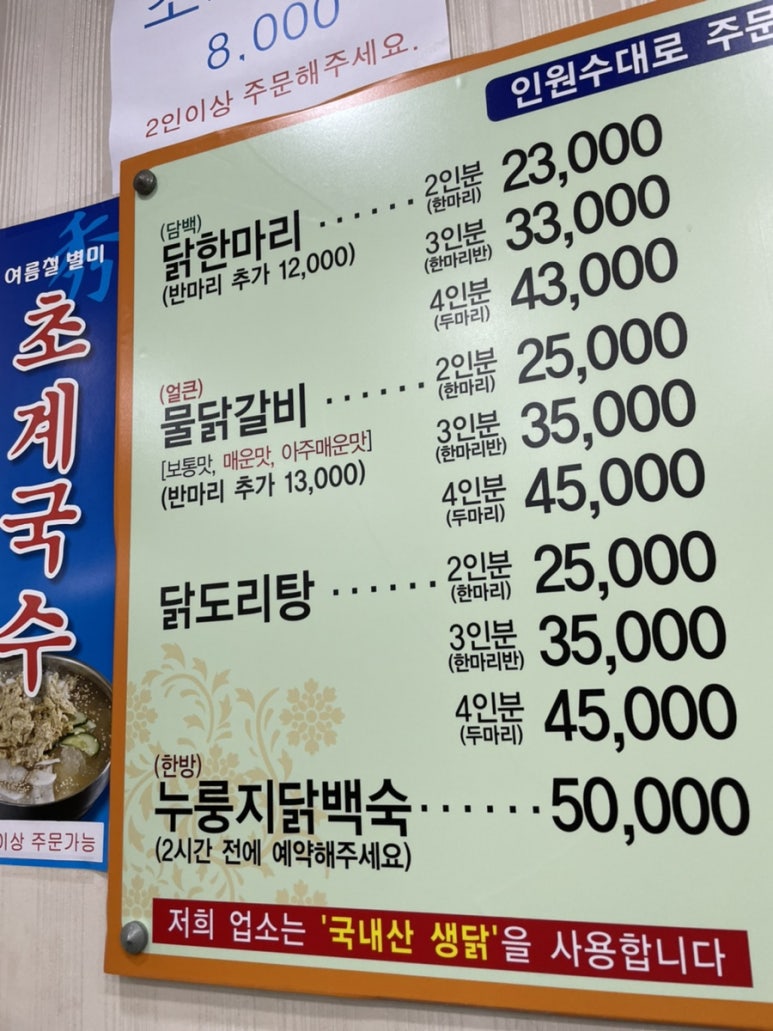 8,000
2인이상 주문해주세요.
여름철 별미
초계국수
이상 주문가능
인원수대로 주문
(담백)
닭한마리 ······ 2인분 23,000
(한마리)
(반마리 추가 12,000)
3인분 33,000
(한마리반)
4인분 43,000
(두마리)
(얼큰)
물닭갈비 ······ 2인분 25,000
(한마리)
[보통맛, 매운맛, 아주매운맛]
(반마리 추가 13,000)
3인분 35,000
(한마리반)
4인분 45,000
(두마리)
닭도리탕 ······ 2인분 25,000
(한마리)
3인분 35,000
(한마리반)
4인분 45,000
(두마리)
(한방)
누룽지닭백숙 ······ 50,000
(2시간 전에 예약해주세요)
저희 업소는 '국내산 생닭'을 사용합니다